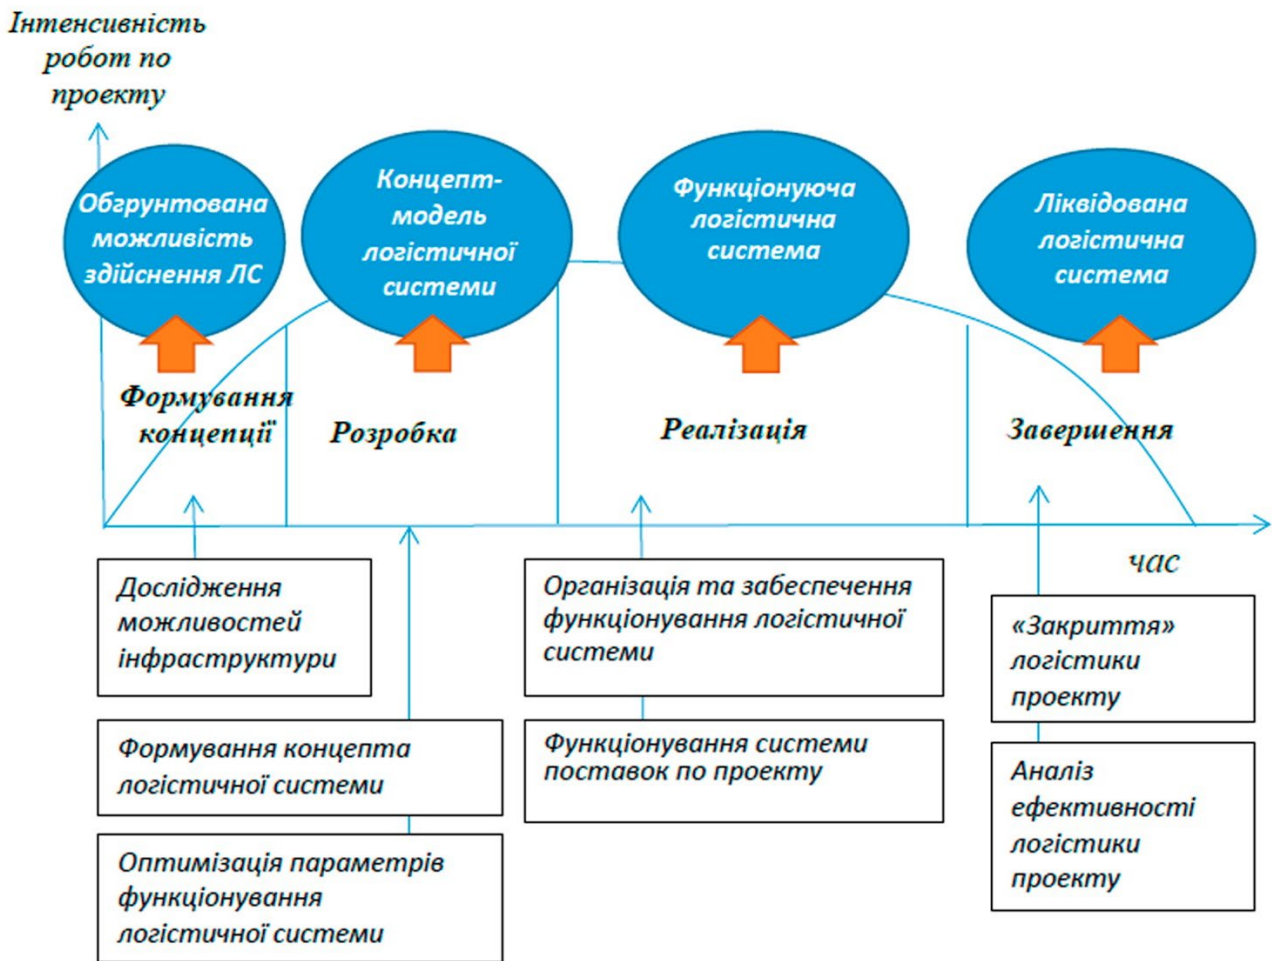 Інтенсивність
робот по
проекту
Обгрунтована
можливість
здійснення ЛС
Концепт-
модель
логістичної
системи
Функціонуюча
логістична
система
Ліквідована
логістична
система
Формування
концепції
Розробка
Реалізація
Завершення
час
Дослідження
можливостей
інфраструктури
Формування концепта
логістичної системи
Оптимізація параметрів
функціонування
логістичної системи
Організація та забеспечення
функціонування логістичної
системи
Функціонування системи
поставок по проекту
«Закриття»
логістики
проекту
Аналіз
ефективності
логістики
проекту